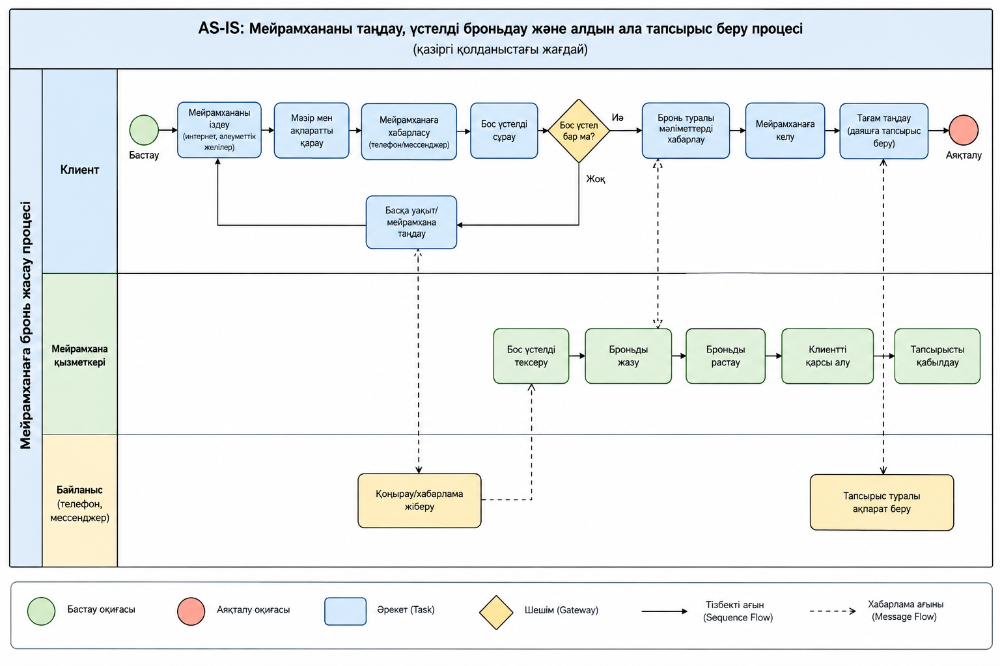 AS-IS: Мейрамхананы таңдау, үстелді броньдау және алдын ала тапсырыс беру процесі
(қазіргі қолданыстағы жағдай)
Мейрамханаға бронь жасау процесі
Клиент
Бастау
Мейрамхананы
іздеу
(интернет, әлеуметтік
желілер)
Мәзір мен
ақпаратты
қарау
Мейрамханаға
хабарласу
(телефон/мессенджер)
Бос үстелді
сұрау
Бос үстел
бар ма?
Иә
Жоқ
Бронь туралы
мәліметтерді
хабарлау
Мейрамханаға
келу
Тағам таңдау
(даяшға тапсырыс
беру)
Аяқталу
Басқа уақыт/
мейрамхана
таңдау
Мейрамхана
қызметкері
Бос үстелді
тексеру
Броньды
жазу
Броньды
растау
Клиентті
қарсы алу
Тапсырысты
қабылдау
Байланыс
(телефон,
мессенджер)
Қоңырау/хабарлама
жіберу
Тапсырыс туралы
ақпарат беру
Бастау оқиғасы
Аяқталу оқиғасы
Әрекет (Task)
Шешім (Gateway)
Тізбекті ағын
(Sequence Flow)
Хабарлама ағыны
(Message Flow)